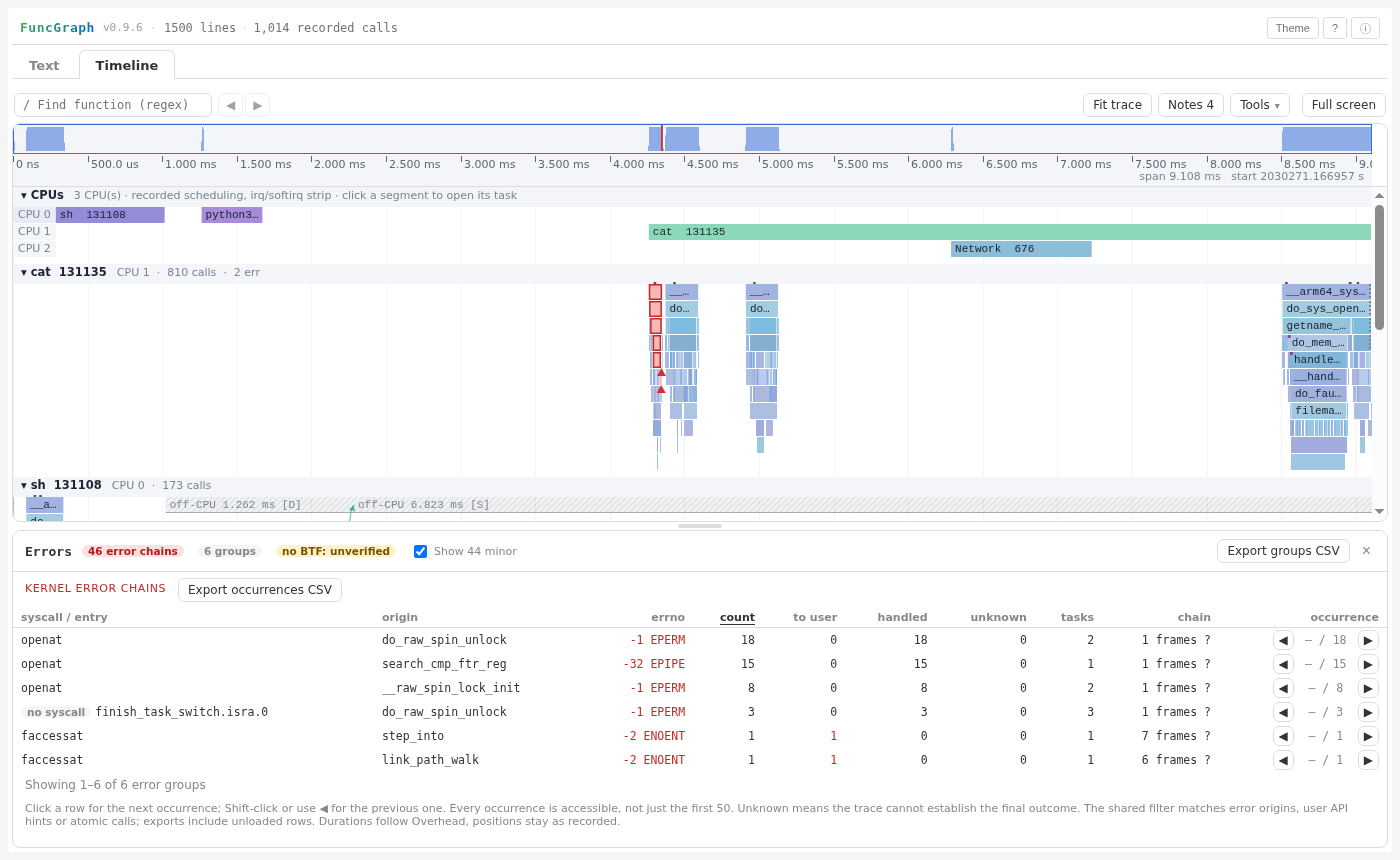 FuncGraph v0.9.6 · 1500 lines · 1,014 recorded calls Theme ? ⓘ
Text Timeline
/ Find function (regex) ◀ ▶ Fit trace Notes 4 Tools ▾ Full screen
0 ns 500.0 us 1.000 ms 1.500 ms 2.000 ms 2.500 ms 3.000 ms 3.500 ms 4.000 ms 4.500 ms 5.000 ms 5.500 ms 6.000 ms 6.500 ms 7.000 ms 7.500 ms 8.000 ms 8.500 ms 9.0
span 9.108 ms start 2030271.166957 s
▾ CPUs 3 CPU(s) · recorded scheduling, irq/softirq strip · click a segment to open its task
CPU 0 sh 131108 python3…
CPU 1 cat 131135
CPU 2 Network 676
▾ cat 131135 CPU 1 · 810 calls · 2 err
__… __… __arm64_sys…
do… do… do_sys_open…
getname_…
do_mem_…
handle…
__hand…
do_fau…
filema…
▾ sh 131108 CPU 0 · 173 calls
__a… off-CPU 1.262 ms [D] off-CPU 6.823 ms [S]
do…
Errors 46 error chains 6 groups no BTF: unverified Show 44 minor Export groups CSV ×
KERNEL ERROR CHAINS Export occurrences CSV
syscall / entry origin errno count to user handled unknown tasks chain occurrence
openat do_raw_spin_unlock -1 EPERM 18 0 18 0 2 1 frames ? ◀ — / 18 ▶
openat search_cmp_ftr_reg -32 EPIPE 15 0 15 0 1 1 frames ? ◀ — / 15 ▶
openat __raw_spin_lock_init -1 EPERM 8 0 8 0 2 1 frames ? ◀ — / 8 ▶
no syscall finish_task_switch.isra.0 do_raw_spin_unlock -1 EPERM 3 0 3 0 3 1 frames ? ◀ — / 3 ▶
faccessat step_into -2 ENOENT 1 1 0 0 1 7 frames ? ◀ — / 1 ▶
faccessat link_path_walk -2 ENOENT 1 1 0 0 1 6 frames ? ◀ — / 1 ▶
Showing 1–6 of 6 error groups
Click a row for the next occurrence; Shift-click or use ◀ for the previous one. Every occurrence is accessible, not just the first 50. Unknown means the trace cannot establish the final outcome. The shared filter matches error origins, user API
hints or atomic calls; exports include unloaded rows. Durations follow Overhead, positions stay as recorded.